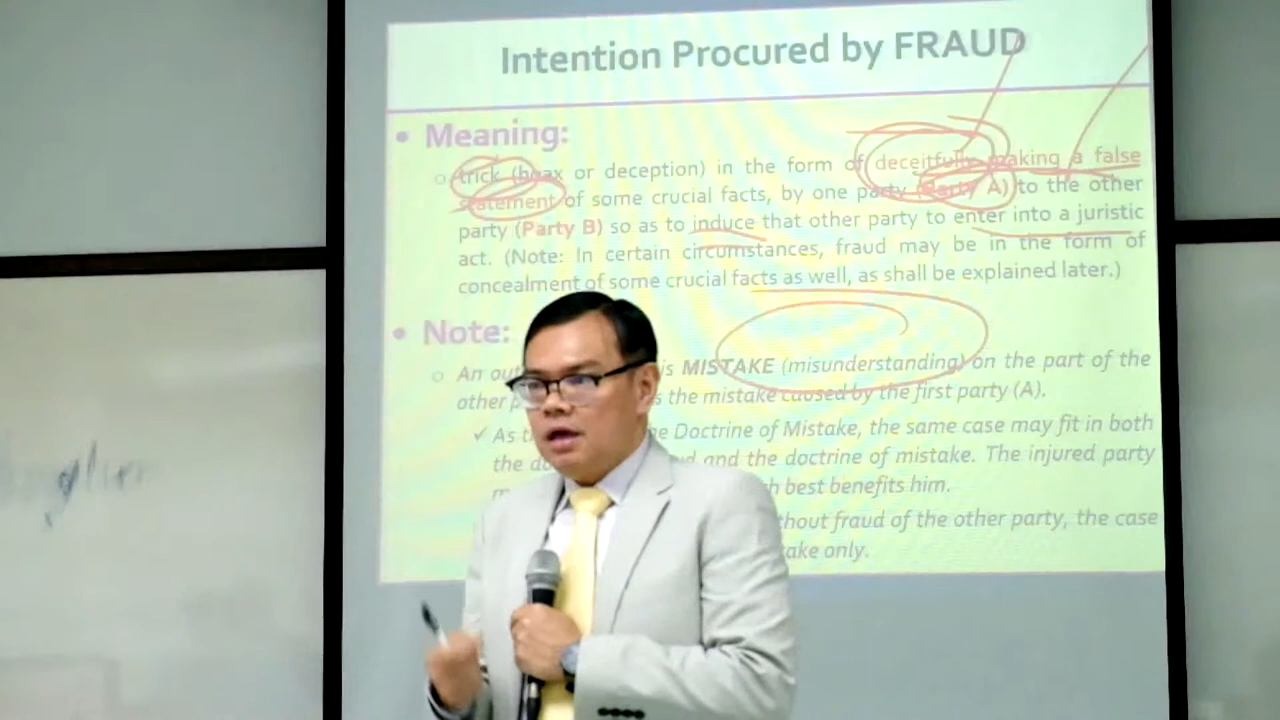 Intention Procured by FRAUD
• Meaning:
o trick (hoax or deception) in the form of deceitfully making a false
statement of some crucial facts, by one party (Party A) to the other
party (Party B) so as to induce that other party to enter into a juristic
act. (Note: In certain circumstances, fraud may be in the form of
concealment of some crucial facts as well, as shall be explained later.)
• Note:
o An is MISTAKE (misunderstanding) on the part of the
other the mistake caused by the first party (A).
✓ As Doctrine of Mistake, the same case may fit in both
the and the doctrine of mistake. The injured party
best benefits him.
fraud of the other party, the case
only.